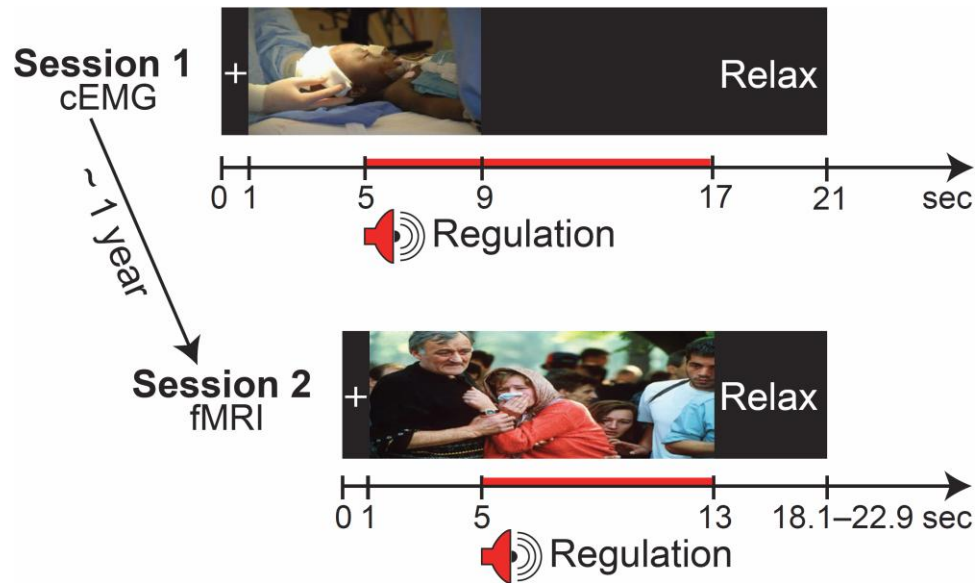 Session 1
cEMG
+
Relax
0 1 5 9 17 21 sec
Regulation
~ 1 year
Session 2
fMRI
+
Relax
0 1 5 13 18.1–22.9 sec
Regulation